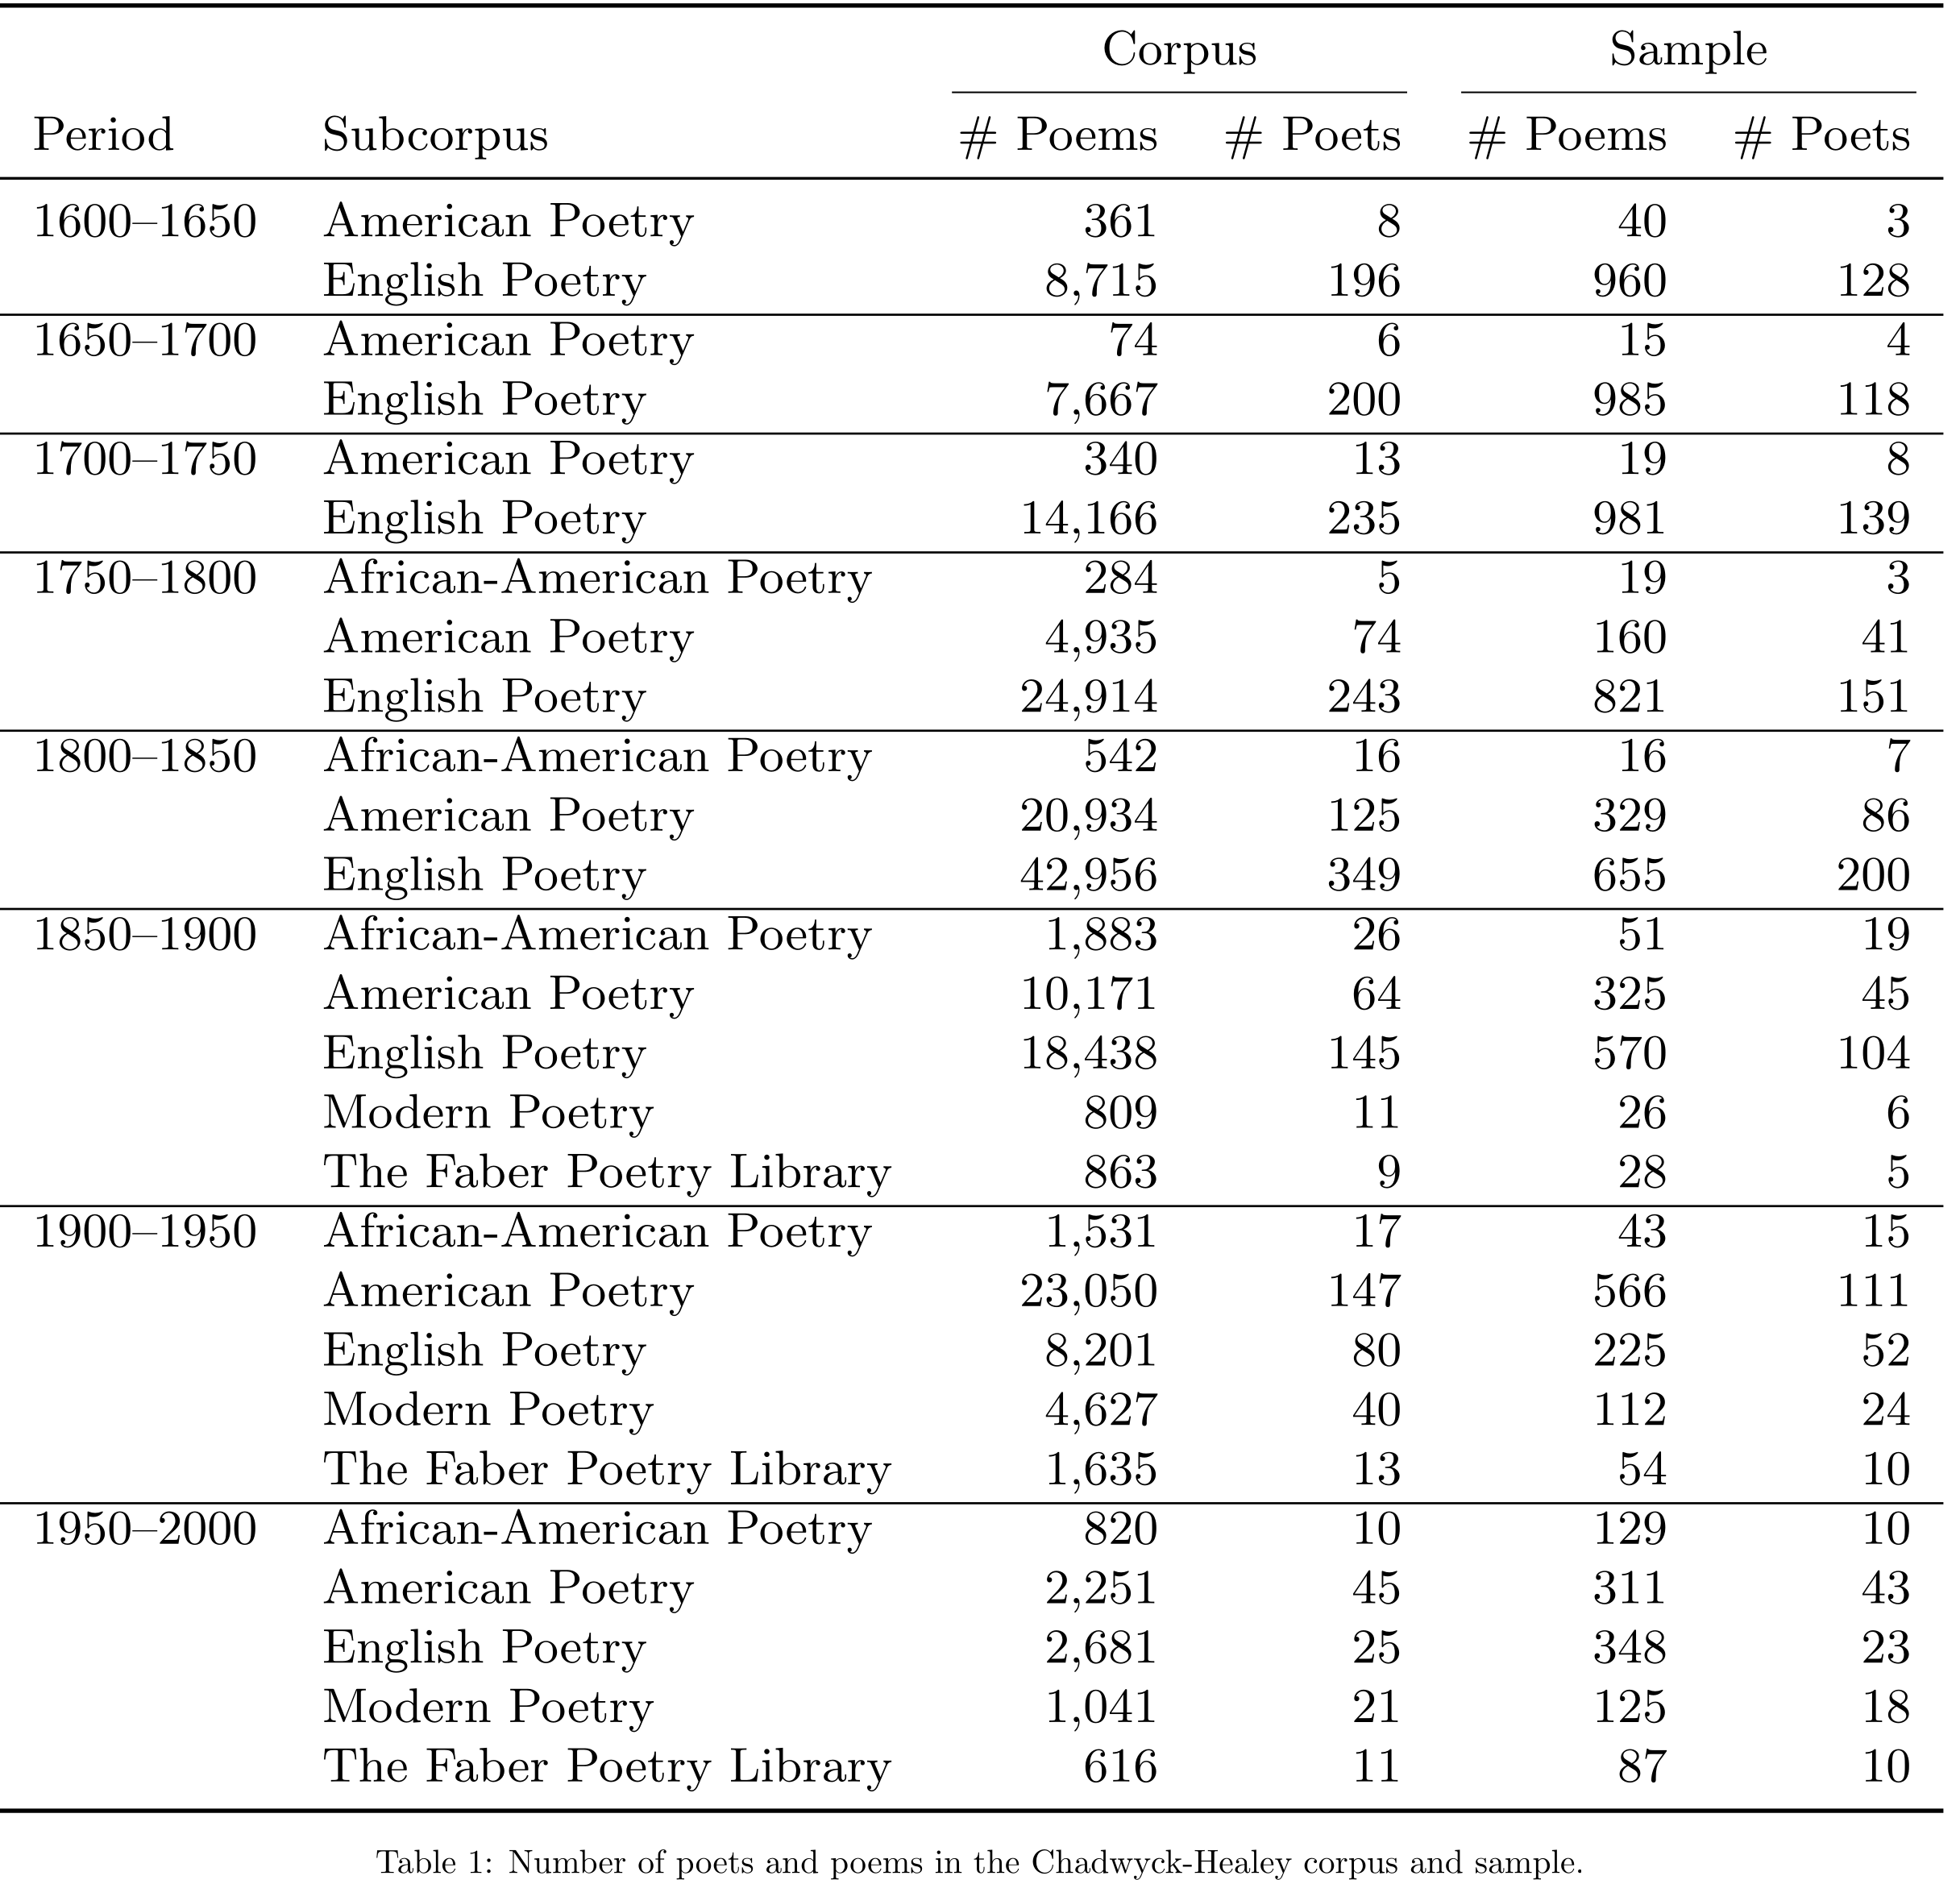 Corpus Sample
Period Subcorpus # Poems # Poets # Poems # Poets
1600–1650 American Poetry 361 8 40 3
English Poetry 8,715 196 960 128
1650–1700 American Poetry 74 6 15 4
English Poetry 7,667 200 985 118
1700–1750 American Poetry 340 13 19 8
English Poetry 14,166 235 981 139
1750–1800 African-American Poetry 284 5 19 3
American Poetry 4,935 74 160 41
English Poetry 24,914 243 821 151
1800–1850 African-American Poetry 542 16 16 7
American Poetry 20,934 125 329 86
English Poetry 42,956 349 655 200
1850–1900 African-American Poetry 1,883 26 51 19
American Poetry 10,171 64 325 45
English Poetry 18,438 145 570 104
Modern Poetry 809 11 26 6
The Faber Poetry Library 863 9 28 5
1900–1950 African-American Poetry 1,531 17 43 15
American Poetry 23,050 147 566 111
English Poetry 8,201 80 225 52
Modern Poetry 4,627 40 112 24
The Faber Poetry Library 1,635 13 54 10
1950–2000 African-American Poetry 820 10 129 10
American Poetry 2,251 45 311 43
English Poetry 2,681 25 348 23
Modern Poetry 1,041 21 125 18
The Faber Poetry Library 616 11 87 10
Table 1: Number of poets and poems in the Chadwyck-Healey corpus and sample.